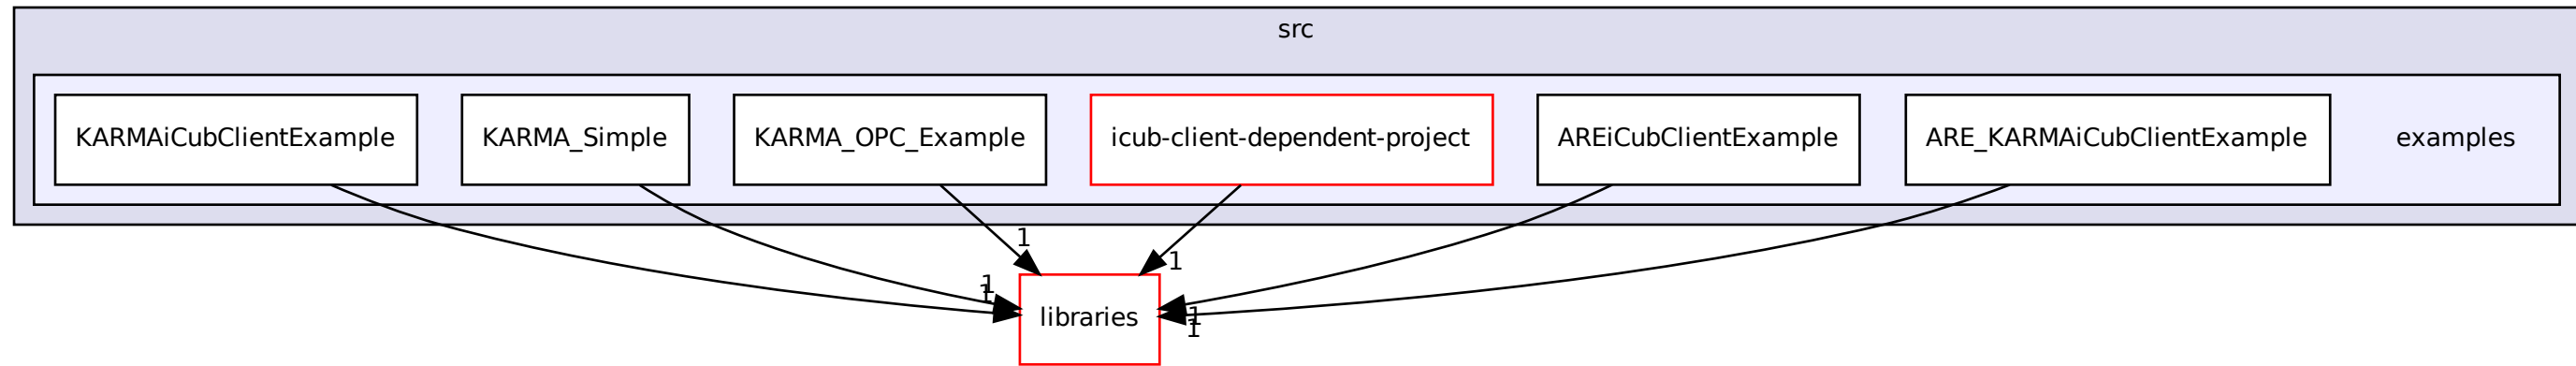 src
KARMAiCubClientExample
KARMA_Simple
KARMA_OPC_Example
icub-client-dependent-project
AREiCubClientExample
ARE_KARMAiCubClientExample
examples
1
1
1
1
1
1
libraries